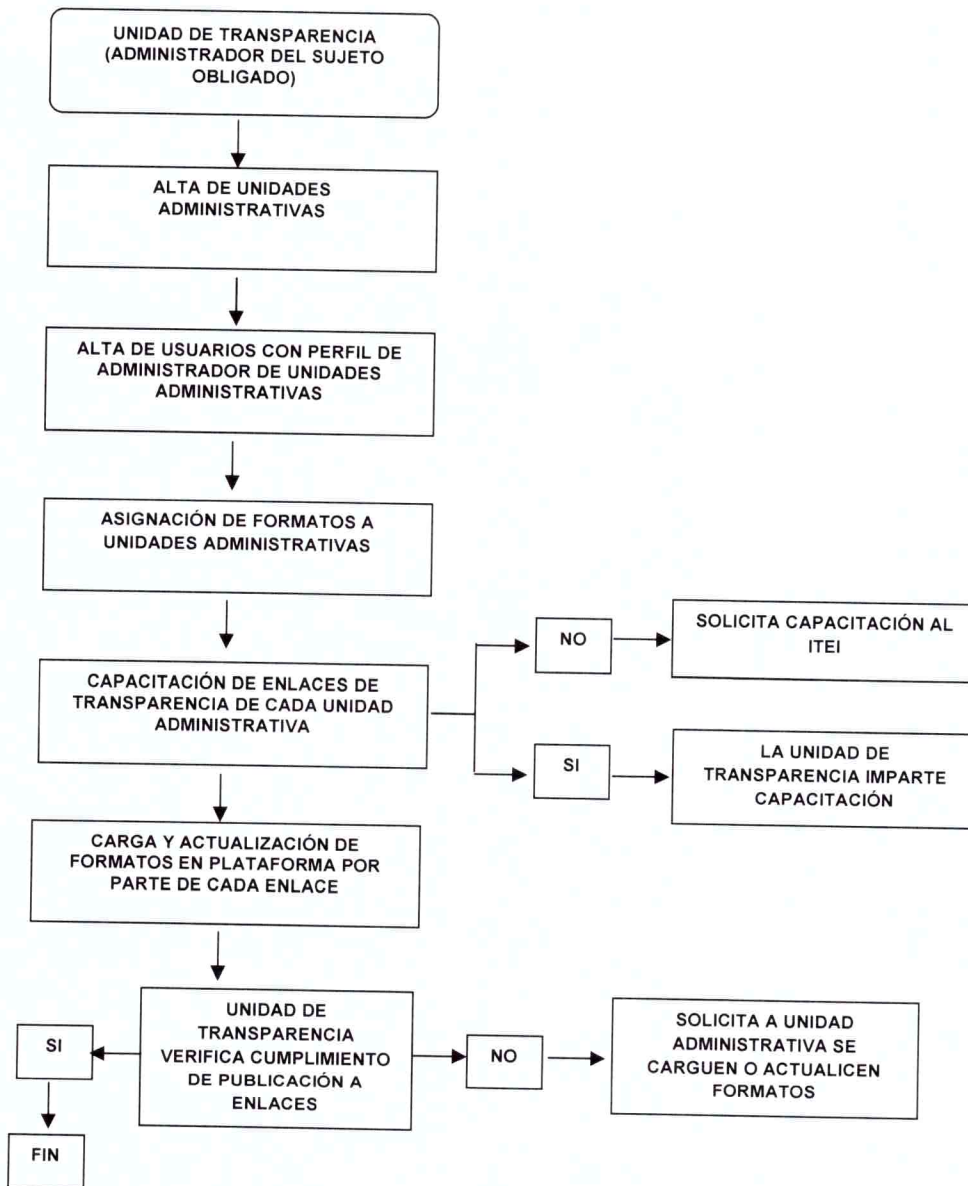 UNIDAD DE TRANSPARENCIA
(ADMINISTRADOR DEL SUJETO
OBLIGADO)
ALTA DE UNIDADES
ADMINISTRATIVAS
ALTA DE USUARIOS CON PERFIL DE
ADMINISTRADOR DE UNIDADES
ADMINISTRATIVAS
ASIGNACIÓN DE FORMATOS A
UNIDADES ADMINISTRATIVAS
CAPACITACIÓN DE ENLACES DE
TRANSPARENCIA DE CADA UNIDAD
ADMINISTRATIVA
NO
SOLICITA CAPACITACIÓN AL
ITEI
SI
LA UNIDAD DE
TRANSPARENCIA IMPARTE
CAPACITACIÓN
CARGA Y ACTUALIZACIÓN DE
FORMATOS EN PLATAFORMA POR
PARTE DE CADA ENLACE
UNIDAD DE
TRANSPARENCIA
VERIFICA CUMPLIMIENTO
DE PUBLICACIÓN A
ENLACES
SI
FIN
NO
SOLICITA A UNIDAD
ADMINISTRATIVA SE
CARGUEN O ACTUALICEN
FORMATOS